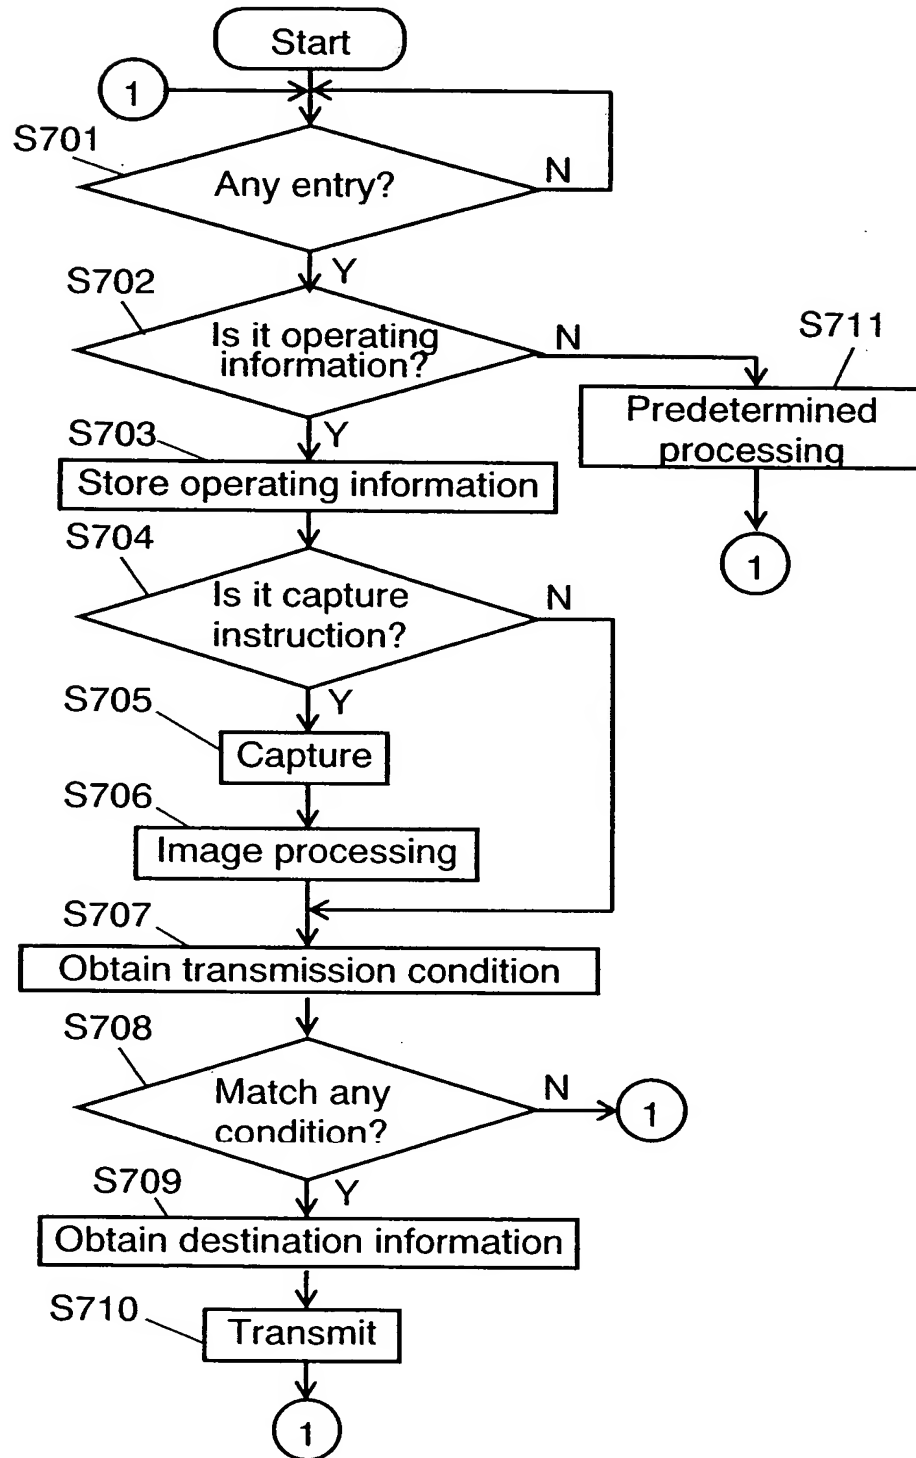 Start
1
S701
Any entry?
N
Y
S702
Is it operating
information?
N
S711
Predetermined
processing
1
Y
S703
Store operating information
S704
Is it capture
instruction?
N
Y
S705
Capture
S706
Image processing
S707
Obtain transmission condition
S708
Match any
condition?
N
1
Y
S709
Obtain destination information
S710
Transmit
1